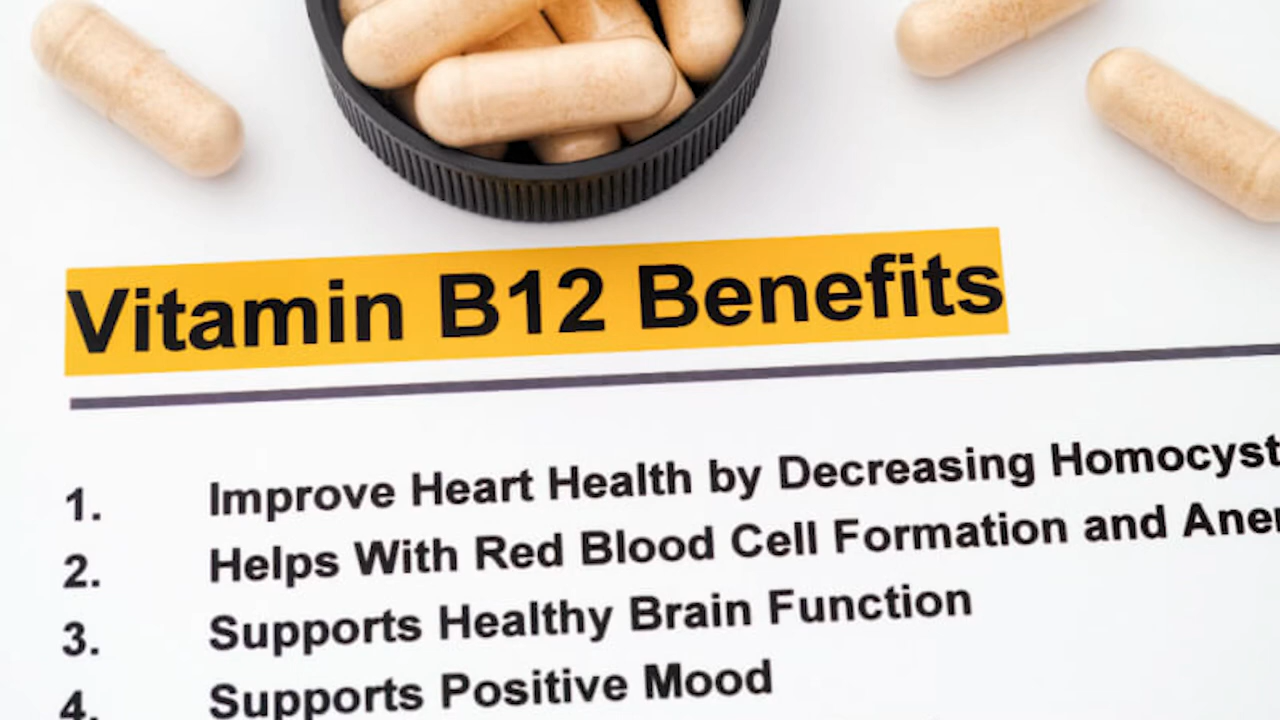 Vitamin B12 Benefits
1. Improve Heart Health by Decreasing Homocyst
2. Helps With Red Blood Cell Formation and Ane
3. Supports Healthy Brain Function
4. Supports Positive Mood